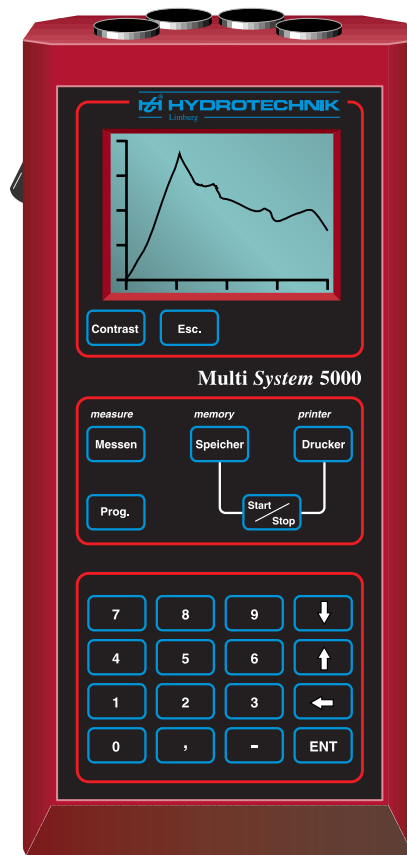 HYDROTECHNIK
Limburg
Contrast Esc.
Multi System 5000
measure memory printer
Messen Speicher Drucker
Prog. Start / Stop
7 8 9
4 5 6
1 2 3
0 , - ENT